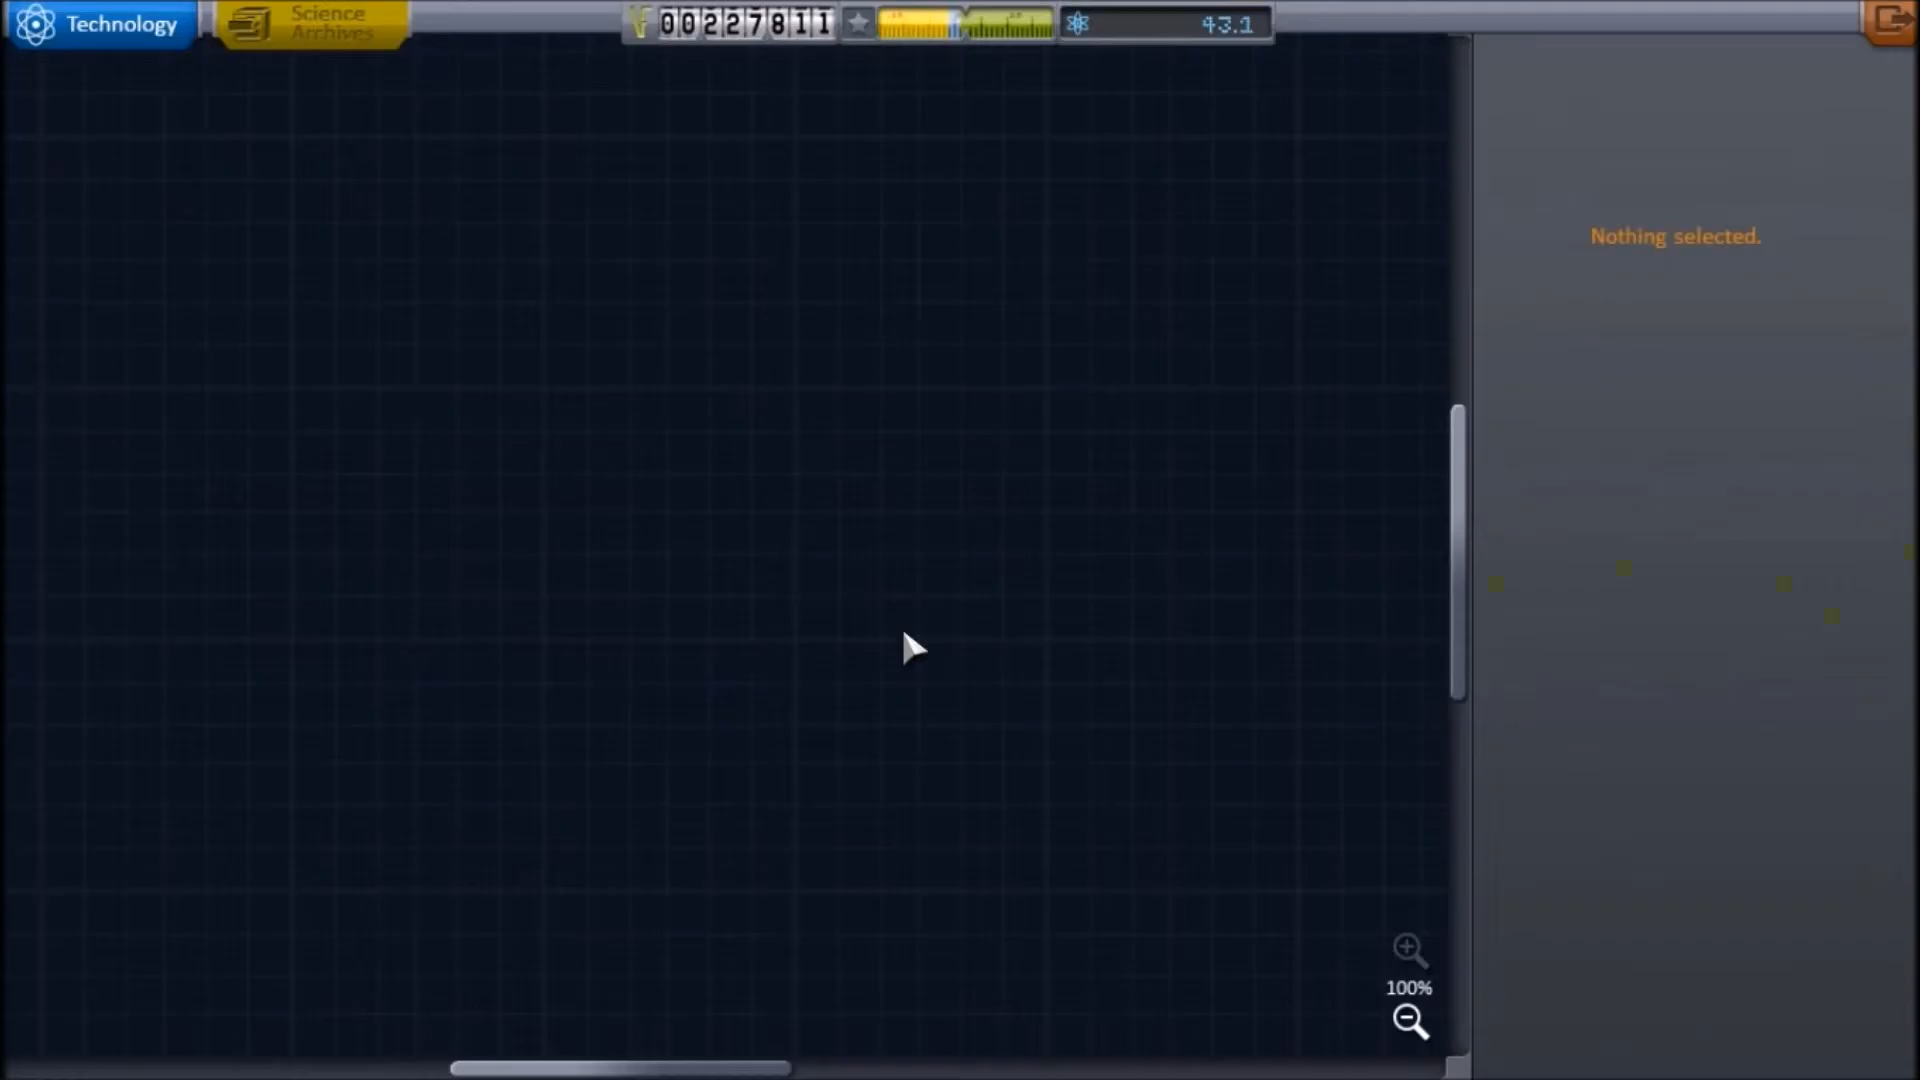 Technology
Science
Archives
00227811
43.1
Nothing selected.
100%